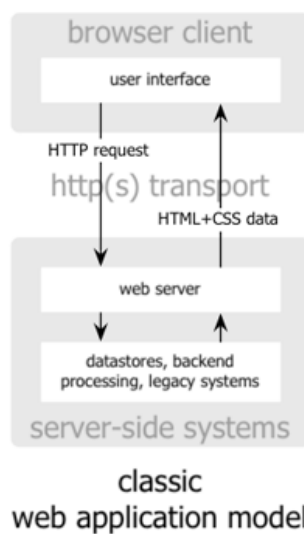 browser client
user interface
HTTP request
http(s) transport
HTML+CSS data
web server
datastores, backend
processing, legacy systems
server-side systems
classic
web application model